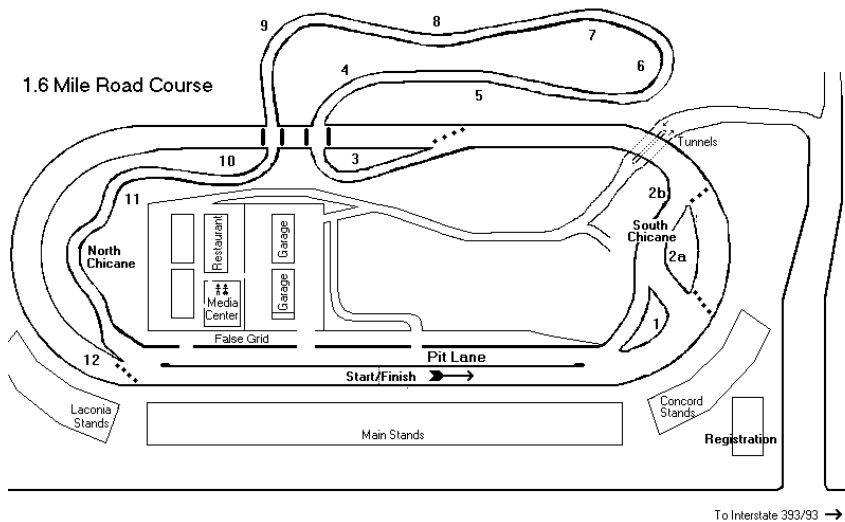 9
8
7
6
4
5
1.6 Mile Road Course
Tunnels
10
3
11
2b
South
Chicane
2a
North
Chicane
Restaurant
Garage
Garage
Media
Center
1
False Grid
12
Pit Lane
Start/Finish
Laconia
Stands
Main Stands
Concord
Stands
Registration
To Interstate 393/93